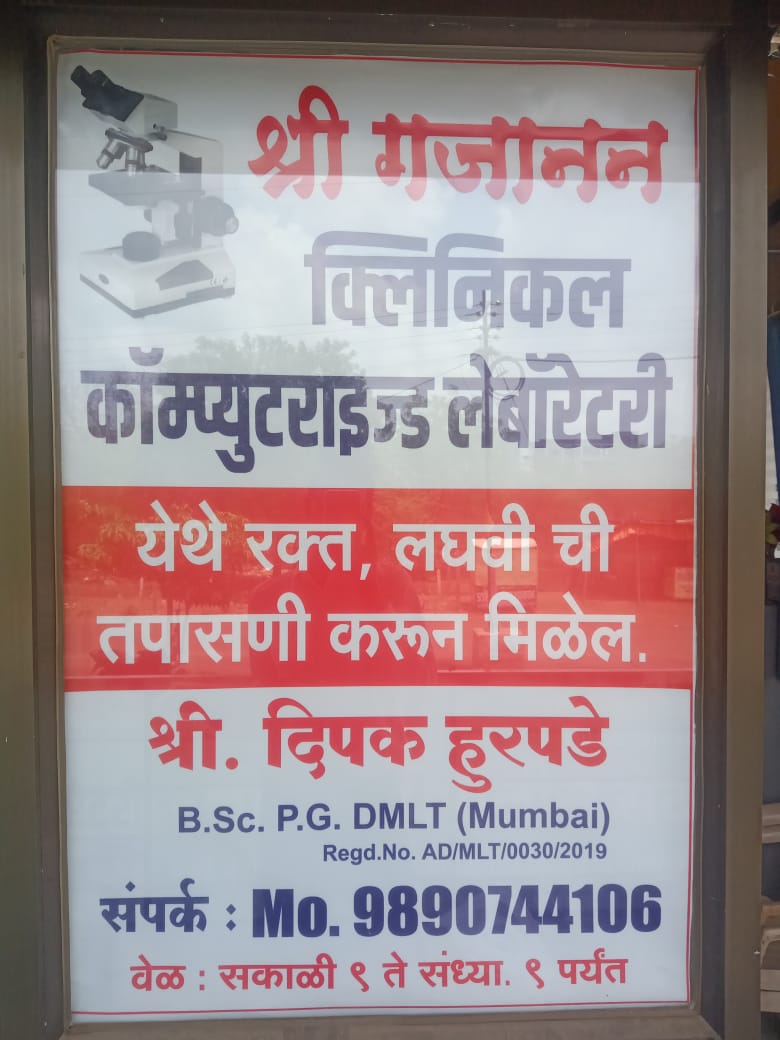 श्री गजानन
क्लिनिकल
कॉम्प्युटराइज्ड लेबॉरेटरी
येथे रक्त, लघवी ची
तपासणी करून मिळेल.
श्री. दिपक हुरपडे
B.Sc. P.G. DMLT (Mumbai)
Regd.No. AD/MLT/0030/2019
संपर्क : Mo. 9890744106
वेळ : सकाळी ९ ते संध्या. ९ पर्यंत